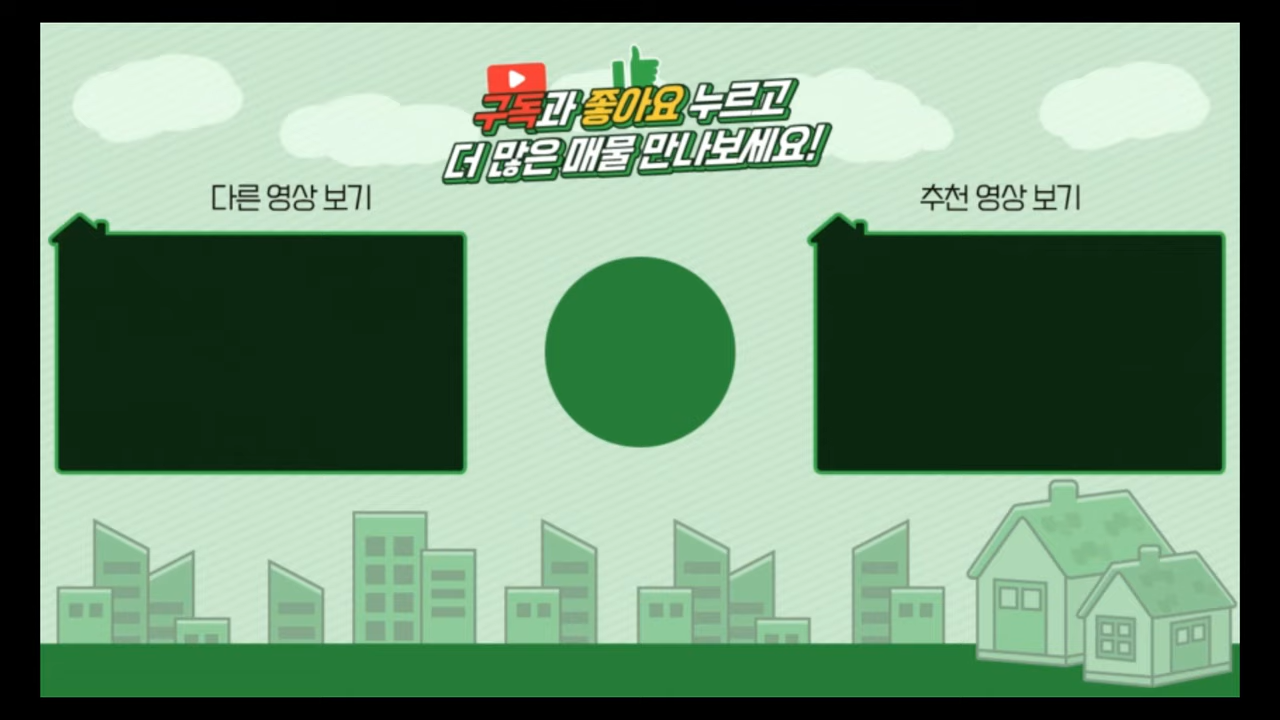 구독과 좋아요 누르고
더 많은 매물 만나보세요!
다른 영상 보기
추천 영상 보기